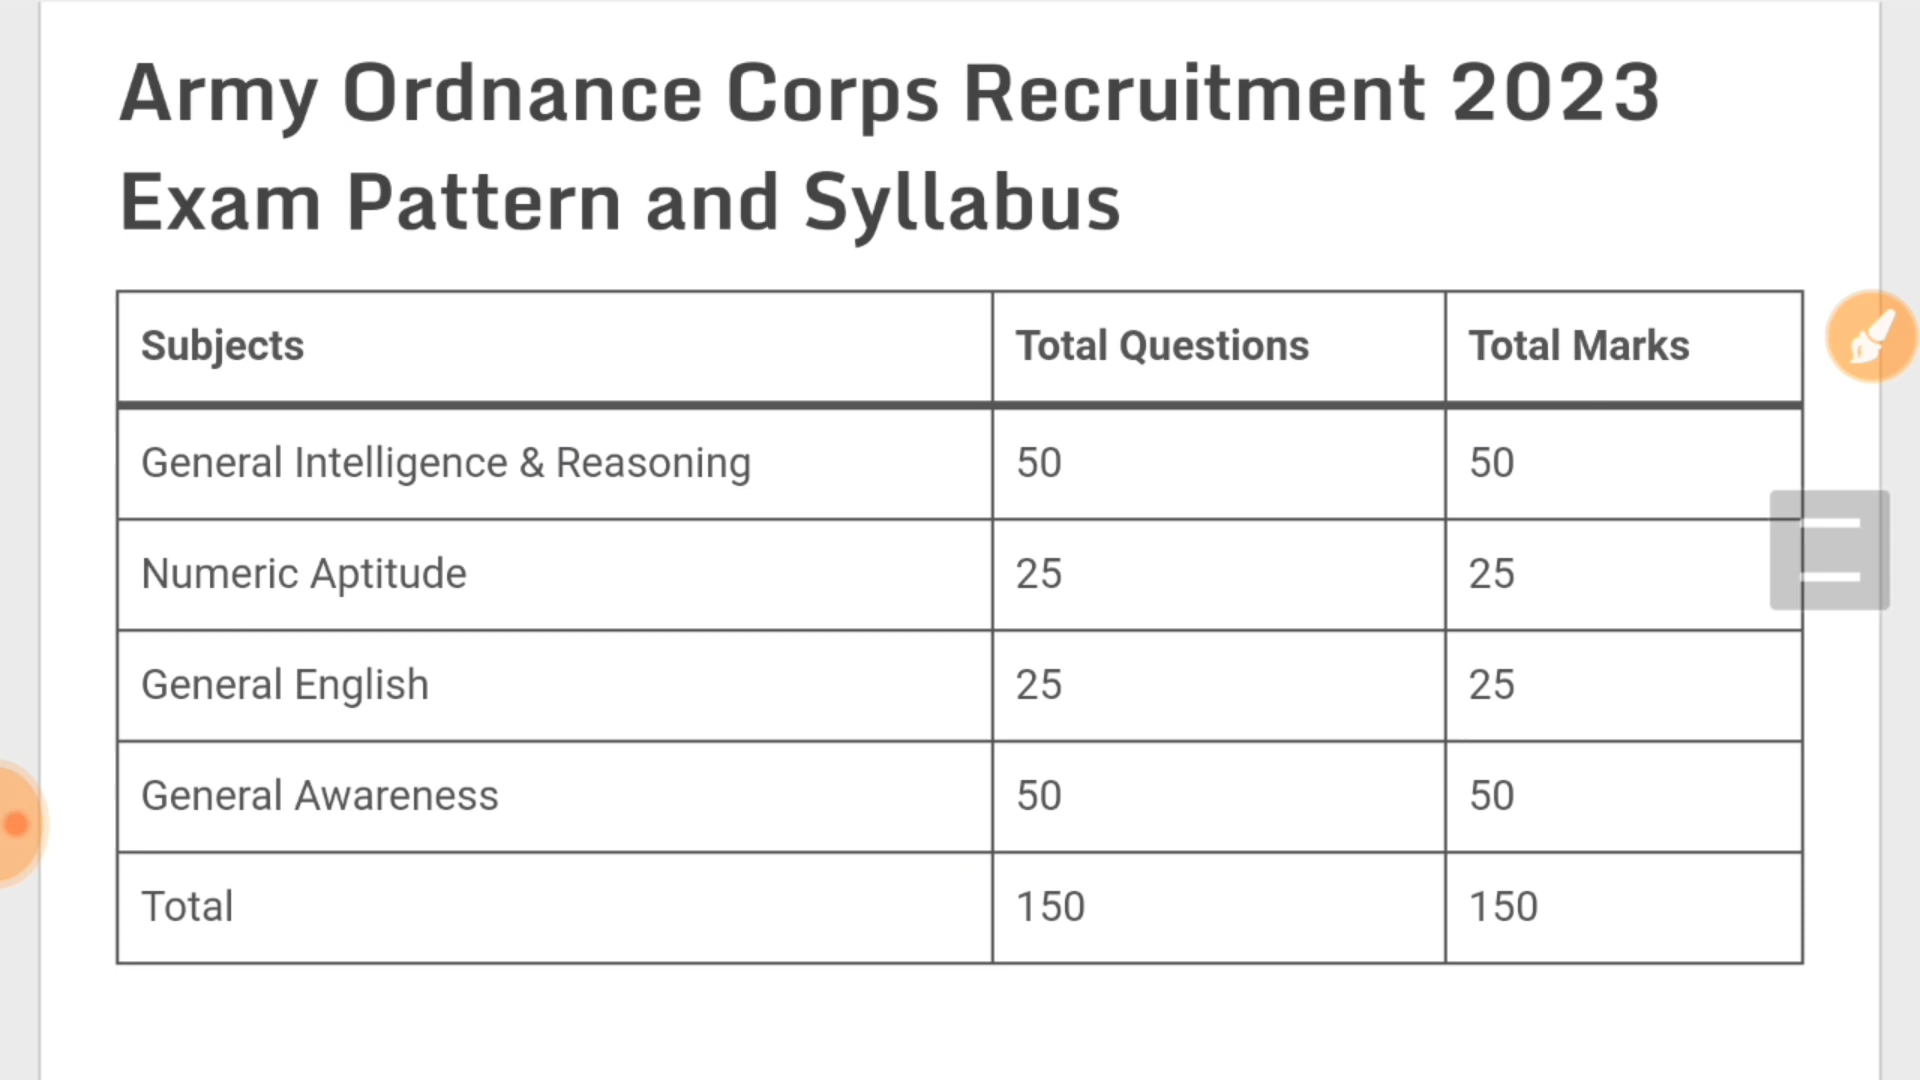 Army Ordnance Corps Recruitment 2023
Exam Pattern and Syllabus
Subjects Total Questions Total Marks
General Intelligence & Reasoning 50 50
Numeric Aptitude 25 25
General English 25 25
General Awareness 50 50
Total 150 150